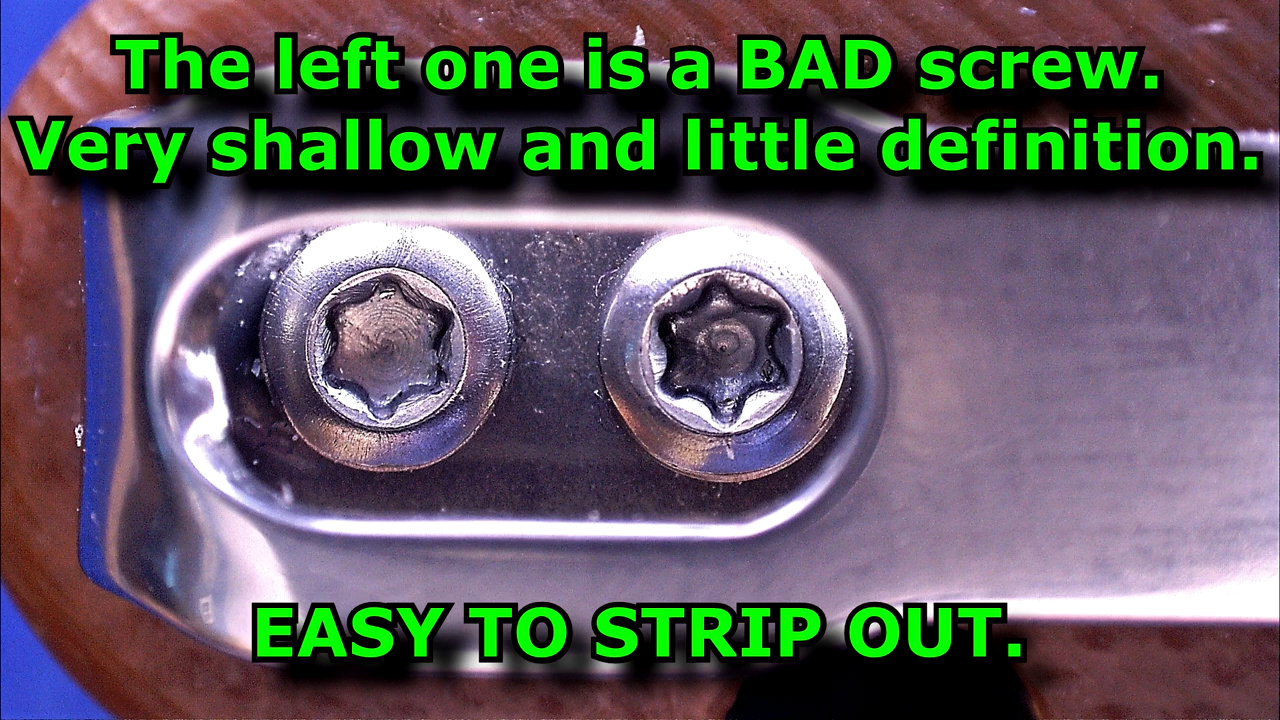 The left one is a BAD screw.
Very shallow and little definition.
EASY TO STRIP OUT.